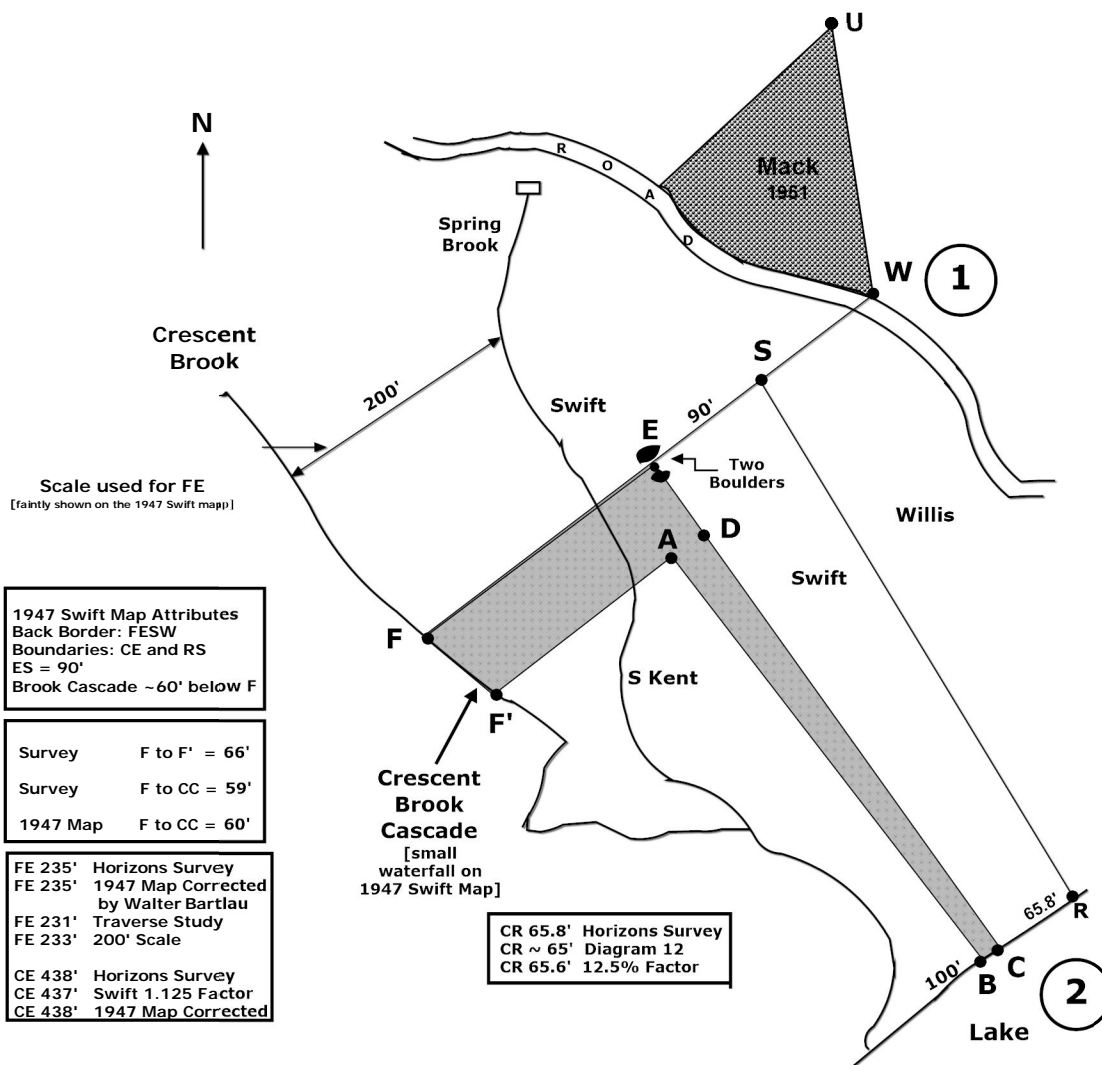 U
N
R
O
A
D
Mack
1951
Spring
Brook
W
1
Crescent
Brook
S
200'
Swift
90'
E
Two
Boulders
Scale used for FE
[faintly shown on the 1947 Swift mapp]
Willis
D
A
Swift
1947 Swift Map Attributes
Back Border: FESW
Boundaries: CE and RS
ES = 90'
Brook Cascade ~60' below F
F
S Kent
F'
Survey F to F' = 66'
Survey F to CC = 59'
1947 Map F to CC = 60'
Crescent
Brook
Cascade
[small
waterfall on
1947 Swift Map]
FE 235' Horizons Survey
FE 235' 1947 Map Corrected
by Walter Bartlau
FE 231' Traverse Study
FE 233' 200' Scale
CE 438' Horizons Survey
CE 437' Swift 1.125 Factor
CE 438' 1947 Map Corrected
CR 65.8' Horizons Survey
CR ~ 65' Diagram 12
CR 65.6' 12.5% Factor
65.8'
R
C
B
100'
2
Lake